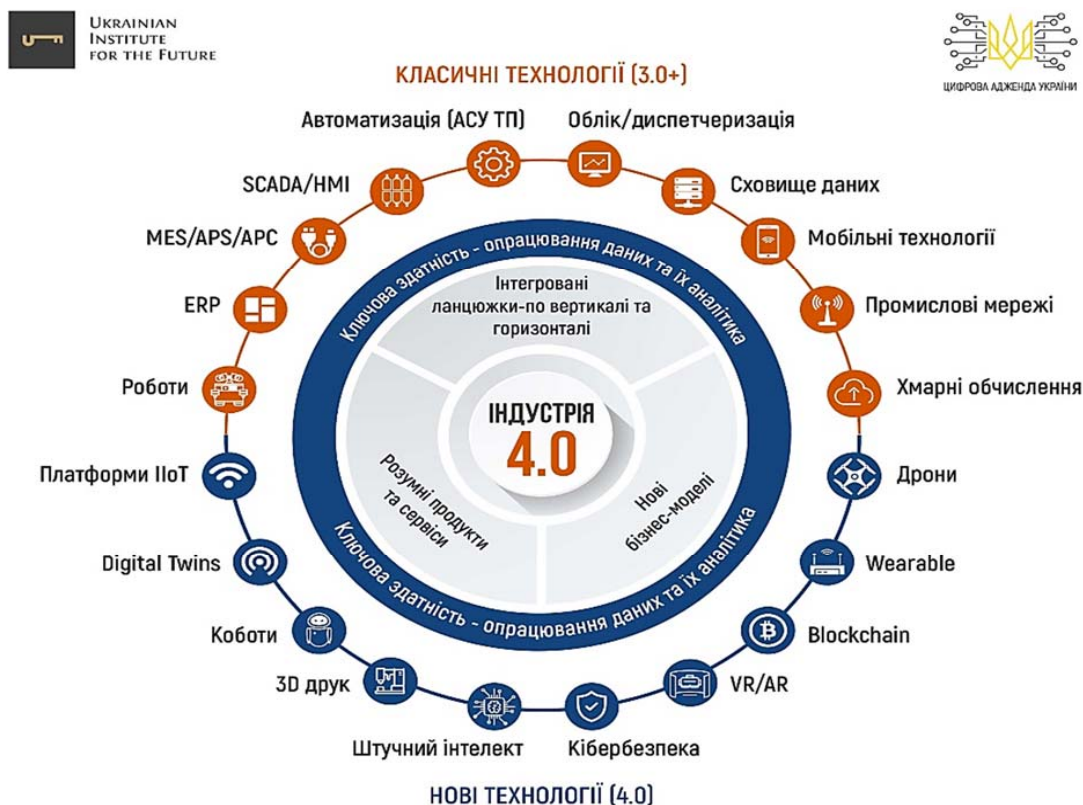 UKRAINIAN
INSTITUTE
FOR THE FUTURE
ЦИФРОВА АДЖЕНДА УКРАЇНИ
КЛАСИЧНІ ТЕХНОЛОГІЇ (3.0+)
Автоматизація (АСУ ТП)
Облік/диспетчеризація
SCADA/HMI
Сховище даних
MES/APS/APC
Мобільні технології
ERP
Промислові мережі
Роботи
Хмарні обчислення
Ключова здатність - опрацювання даних та їх аналітика
Інтегровані
ланцюжки-по вертикалі та
горизонталі
ІНДУСТРІЯ
4.0
Розумні продукти
та сервіси
Нові
бізнес-моделі
Ключова здатність - опрацювання даних та їх аналітика
Платформи IIoT
Дрони
Digital Twins
Wearable
Коботи
Blockchain
3D друк
VR/AR
Штучний інтелект
Кібербезпека
НОВІ ТЕХНОЛОГІЇ (4.0)